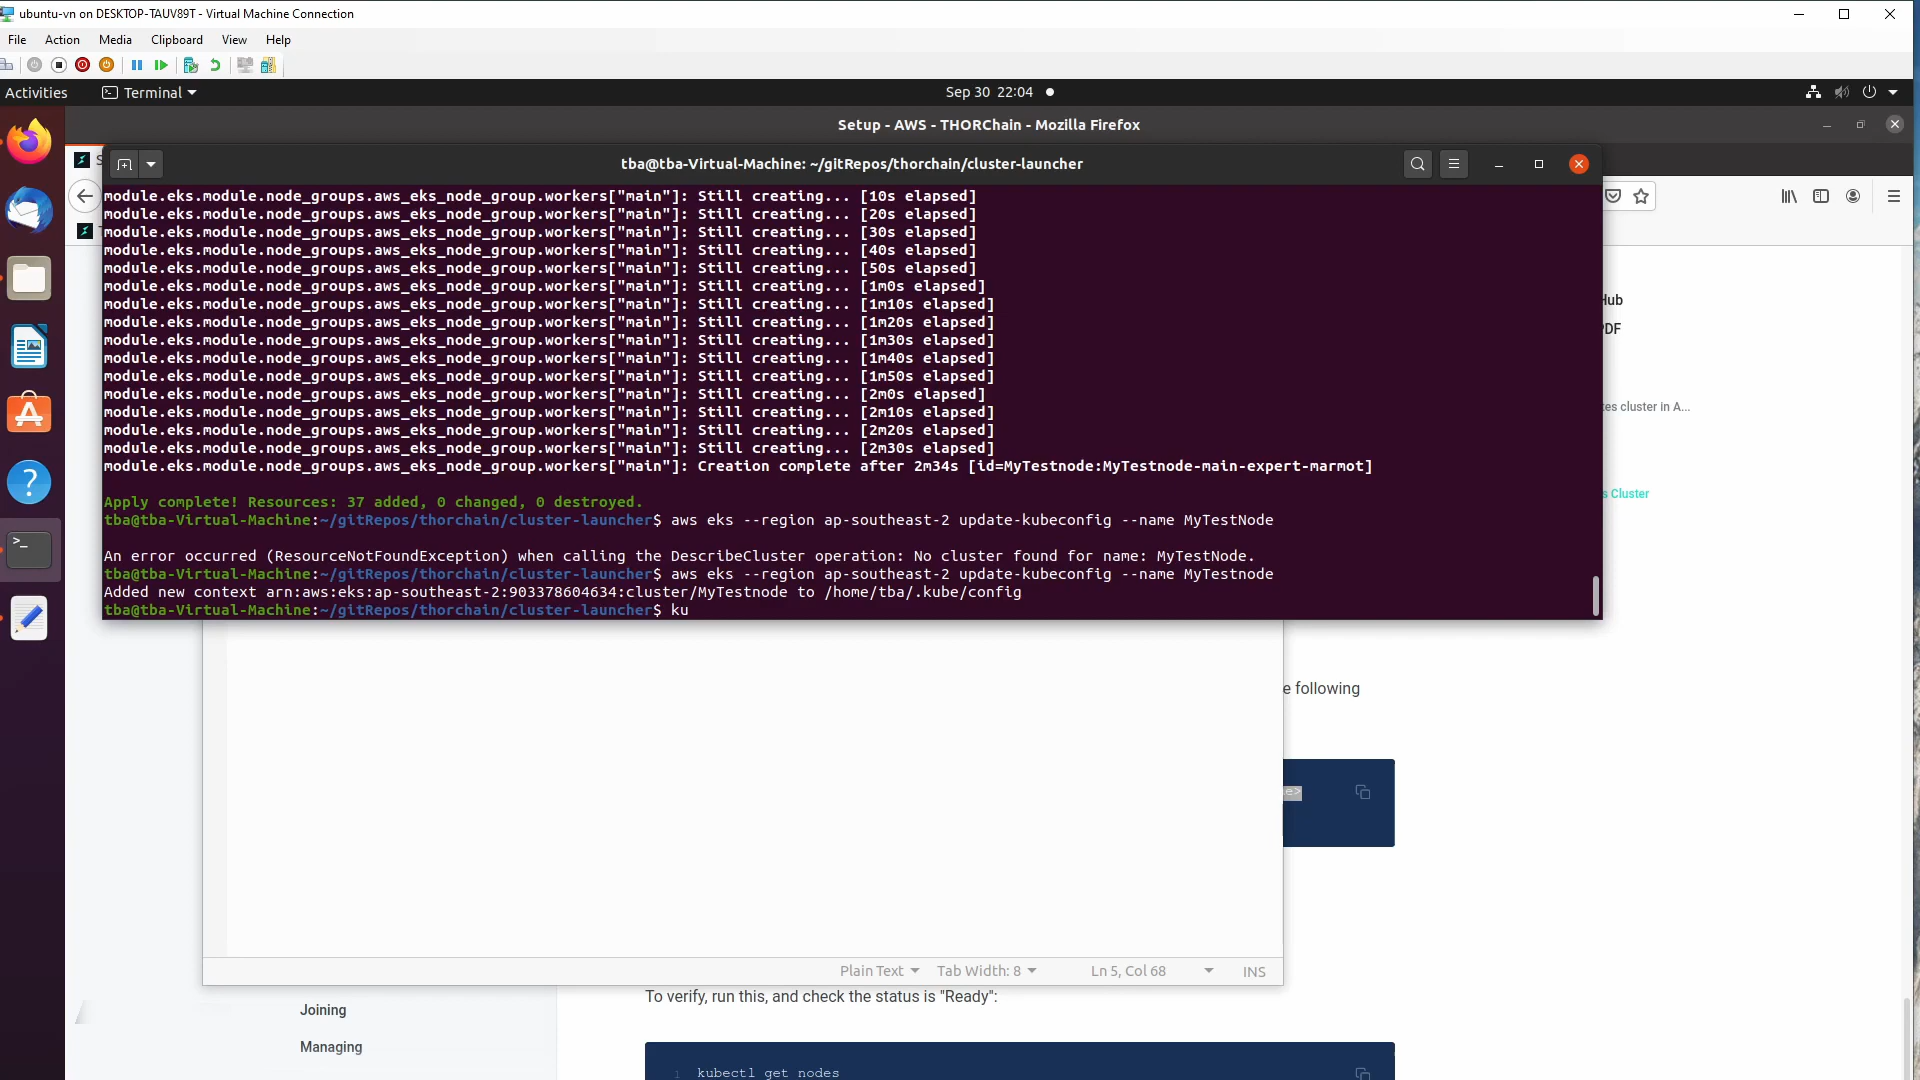 ubuntu-vn on DESKTOP-TAUV89T - Virtual Machine Connection
File Action Media Clipboard View Help
Activities Terminal Sep 30 22:04
Setup - AWS - THORChain - Mozilla Firefox
tba@tba-Virtual-Machine: ~/gitRepos/thorchain/cluster-launcher
module.eks.module.node_groups.aws_eks_node_group.workers["main"]: Still creating... [10s elapsed]
module.eks.module.node_groups.aws_eks_node_group.workers["main"]: Still creating... [20s elapsed]
module.eks.module.node_groups.aws_eks_node_group.workers["main"]: Still creating... [30s elapsed]
module.eks.module.node_groups.aws_eks_node_group.workers["main"]: Still creating... [40s elapsed]
module.eks.module.node_groups.aws_eks_node_group.workers["main"]: Still creating... [50s elapsed]
module.eks.module.node_groups.aws_eks_node_group.workers["main"]: Still creating... [1m0s elapsed]
module.eks.module.node_groups.aws_eks_node_group.workers["main"]: Still creating... [1m10s elapsed]
module.eks.module.node_groups.aws_eks_node_group.workers["main"]: Still creating... [1m20s elapsed]
module.eks.module.node_groups.aws_eks_node_group.workers["main"]: Still creating... [1m30s elapsed]
module.eks.module.node_groups.aws_eks_node_group.workers["main"]: Still creating... [1m40s elapsed]
module.eks.module.node_groups.aws_eks_node_group.workers["main"]: Still creating... [1m50s elapsed]
module.eks.module.node_groups.aws_eks_node_group.workers["main"]: Still creating... [2m0s elapsed]
module.eks.module.node_groups.aws_eks_node_group.workers["main"]: Still creating... [2m10s elapsed]
module.eks.module.node_groups.aws_eks_node_group.workers["main"]: Still creating... [2m20s elapsed]
module.eks.module.node_groups.aws_eks_node_group.workers["main"]: Still creating... [2m30s elapsed]
module.eks.module.node_groups.aws_eks_node_group.workers["main"]: Creation complete after 2m34s [id=MyTestnode:MyTestnode-main-expert-marmot]
Apply complete! Resources: 37 added, 0 changed, 0 destroyed.
tba@tba-Virtual-Machine:~/gitRepos/thorchain/cluster-launcher$ aws eks --region ap-southeast-2 update-kubeconfig --name MyTestNode
An error occurred (ResourceNotFoundException) when calling the DescribeCluster operation: No cluster found for name: MyTestNode.
tba@tba-Virtual-Machine:~/gitRepos/thorchain/cluster-launcher$ aws eks --region ap-southeast-2 update-kubeconfig --name MyTestnode
Added new context arn:aws:eks:ap-southeast-2:903378604634:cluster/MyTestnode to /home/tba/.kube/config
tba@tba-Virtual-Machine:~/gitRepos/thorchain/cluster-launcher$ ku
Hub
PDF
tes cluster in A...
s Cluster
e following
e>
Plain Text Tab Width: 8 Ln 5, Col 68 INS
To verify, run this, and check the status is "Ready":
Joining
Managing
1 kubectl get nodes